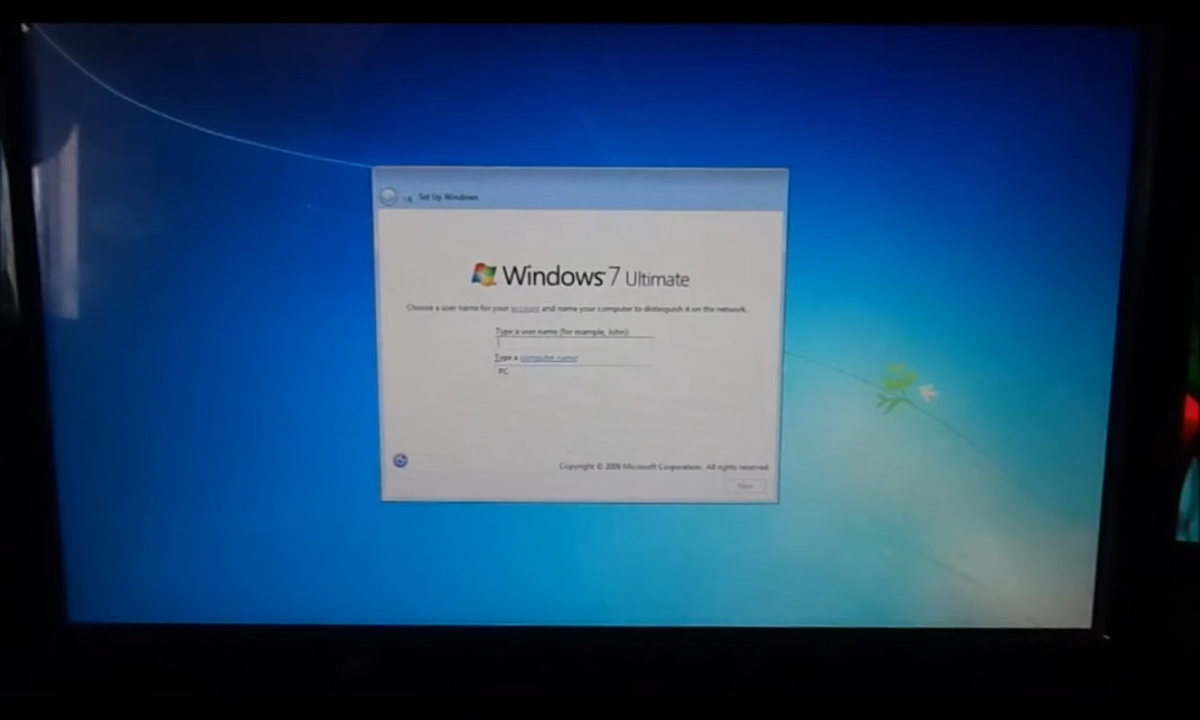 Set Up Windows
Windows 7 Ultimate
Choose a user name for your account and name your computer to distinguish it on the network.
Type a user name (for example, John):
Type a computer name:
PC
Copyright © 2009 Microsoft Corporation. All rights reserved.
Next